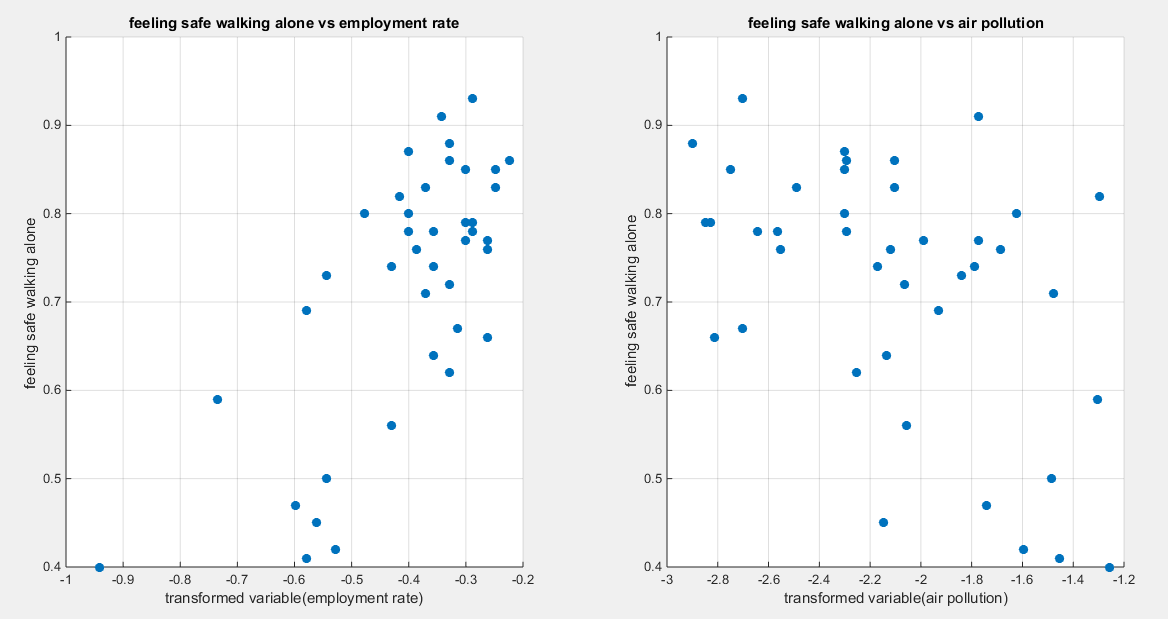 feeling safe walking alone vs employment rate
1
0.9
0.8
0.7
0.6
0.5
0.4
feeling safe walking alone
-1 -0.9 -0.8 -0.7 -0.6 -0.5 -0.4 -0.3 -0.2
transformed variable(employment rate)
feeling safe walking alone vs air pollution
1
0.9
0.8
0.7
0.6
0.5
0.4
feeling safe walking alone
-3 -2.8 -2.6 -2.4 -2.2 -2 -1.8 -1.6 -1.4 -1.2
transformed variable(air pollution)